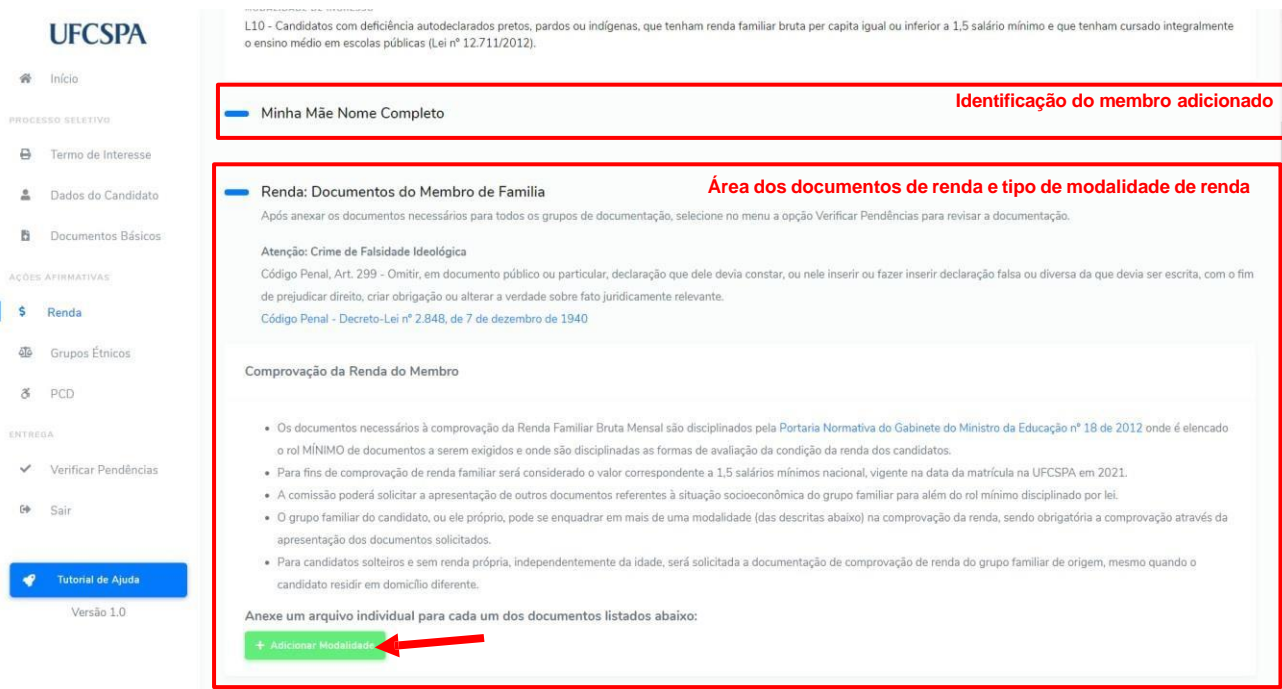 MODALIDADE DE INGRESSO
L10 - Candidatos com deficiência autodeclarados pretos, pardos ou indígenas, que tenham renda familiar bruta per capita igual ou inferior a 1,5 salário mínimo e que tenham cursado integralmente
o ensino médio em escolas públicas (Lei nº 12.711/2012).
UFCSPA
Início
PROCESSO SELETIVO
Termo de Interesse
Dados do Candidato
Documentos Básicos
AÇÕES AFIRMATIVAS
Renda
Grupos Étnicos
PCD
ENTREGA
Verificar Pendências
Sair
Tutorial de Ajuda
Versão 1.0
Identificação do membro adicionado
Minha Mãe Nome Completo
Área dos documentos de renda e tipo de modalidade de renda
Renda: Documentos do Membro de Familia
Após anexar os documentos necessários para todos os grupos de documentação, selecione no menu a opção Verificar Pendências para revisar a documentação.
Atenção: Crime de Falsidade Ideológica
Código Penal, Art. 299 - Omitir, em documento público ou particular, declaração que dele devia constar, ou nele inserir ou fazer inserir declaração falsa ou diversa da que devia ser escrita, com o fim
de prejudicar direito, criar obrigação ou alterar a verdade sobre fato juridicamente relevante.
Código Penal - Decreto-Lei nº 2.848, de 7 de dezembro de 1940
Comprovação da Renda do Membro
• Os documentos necessários à comprovação da Renda Familiar Bruta Mensal são disciplinados pela Portaria Normativa do Gabinete do Ministro da Educação nº 18 de 2012 onde é elencado
o rol MÍNIMO de documentos a serem exigidos e onde são disciplinadas as formas de avaliação da condição da renda dos candidatos.
• Para fins de comprovação de renda familiar será considerado o valor correspondente a 1,5 salários mínimos nacional, vigente na data da matrícula na UFCSPA em 2021.
• A comissão poderá solicitar a apresentação de outros documentos referentes à situação socioeconômica do grupo familiar para além do rol mínimo disciplinado por lei.
• O grupo familiar do candidato, ou ele próprio, pode se enquadrar em mais de uma modalidade (das descritas abaixo) na comprovação da renda, sendo obrigatória a comprovação através da
apresentação dos documentos solicitados.
• Para candidatos solteiros e sem renda própria, independentemente da idade, será solicitada a documentação de comprovação de renda do grupo familiar de origem, mesmo quando o
candidato residir em domicílio diferente.
Anexe um arquivo individual para cada um dos documentos listados abaixo:
+ Adicionar Modalidade